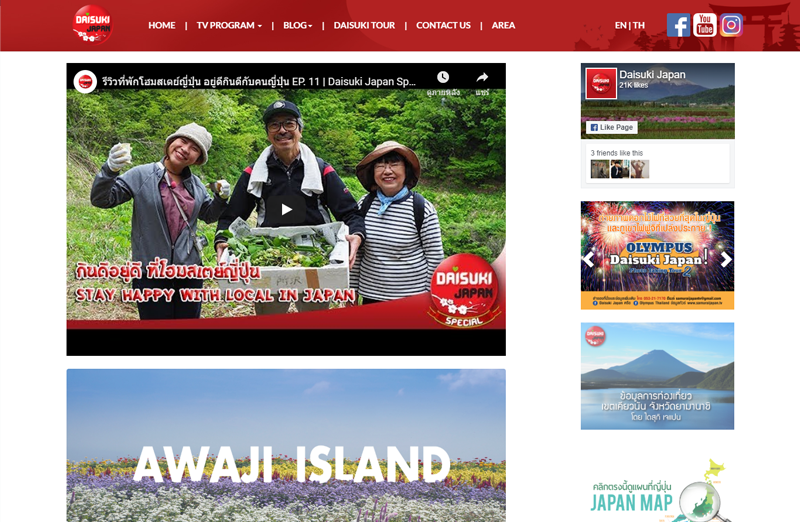 DAISUKI
JAPAN
HOME | TV PROGRAM | BLOG | DAISUKI TOUR | CONTACT US | AREA
EN | TH
You
Tube
รีวิวที่พักโฮมสเตย์ญี่ปุ่น อยู่ดีกินดีกับคนญี่ปุ่น EP. 11 | Daisuki Japan Sp...
ดูภายหลัง
แชร์
กินดีอยู่ดี ที่โฮมสเตย์ญี่ปุ่น
STAY HAPPY WITH LOCAL IN JAPAN
DAISUKI
JAPAN
SPECIAL
AWAJI ISLAND
Daisuki Japan
21K likes
Like Page
3 friends like this
OLYMPUS
Daisuki Japan!
ข้อมูลการท่องเที่ยว
เขตเคียวนัน จังหวัดยามานาชิ
โดย ไดสุกิ เจแปน
คลิกตรงนี้ดูแผนที่ญี่ปุ่น
JAPAN MAP